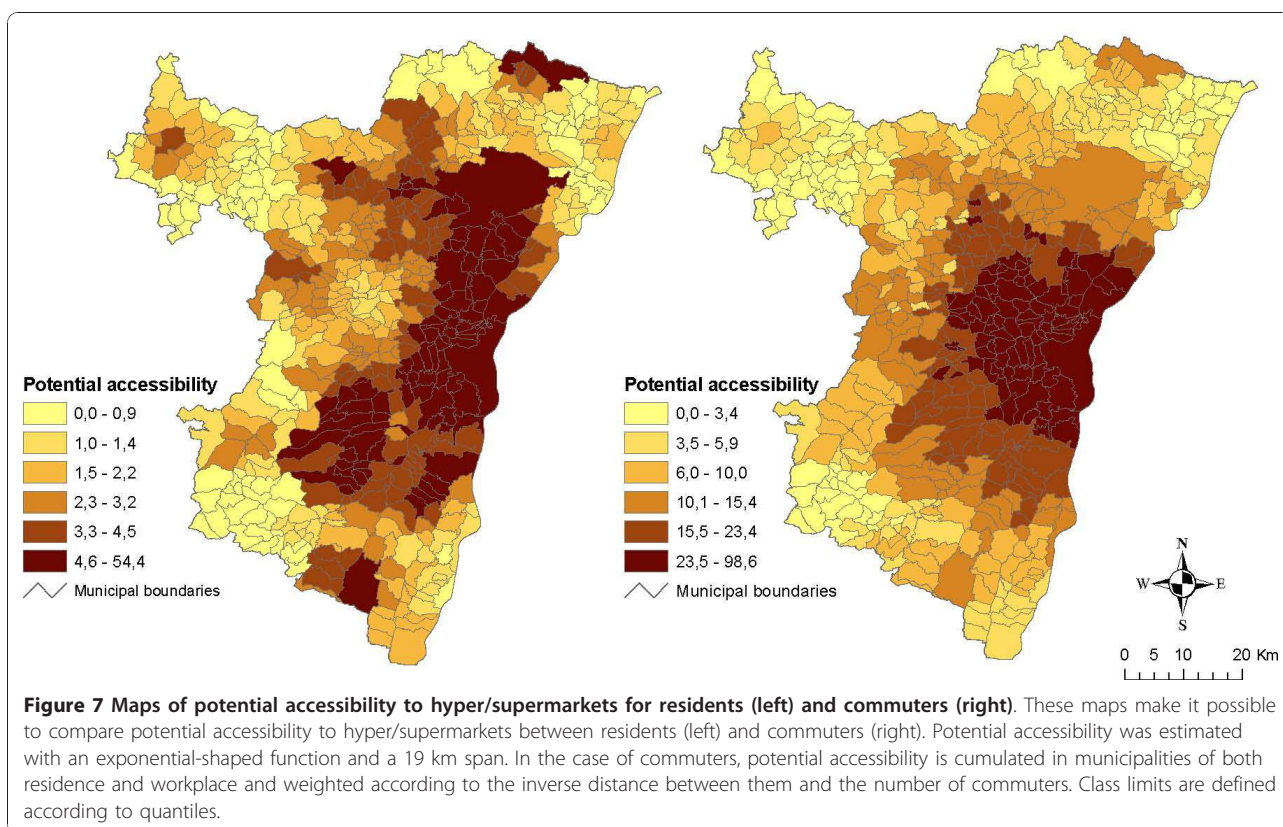 Potential accessibility
0,0 - 0,9
1,0 - 1,4
1,5 - 2,2
2,3 - 3,2
3,3 - 4,5
4,6 - 54,4
Municipal boundaries
Potential accessibility
0,0 - 3,4
3,5 - 5,9
6,0 - 10,0
10,1 - 15,4
15,5 - 23,4
23,5 - 98,6
Municipal boundaries
N
W E
S
0 5 10 20 Km
Figure 7 Maps of potential accessibility to hyper/supermarkets for residents (left) and commuters (right). These maps make it possible
to compare potential accessibility to hyper/supermarkets between residents (left) and commuters (right). Potential accessibility was estimated
with an exponential-shaped function and a 19 km span. In the case of commuters, potential accessibility is cumulated in municipalities of both
residence and workplace and weighted according to the inverse distance between them and the number of commuters. Class limits are defined
according to quantiles.